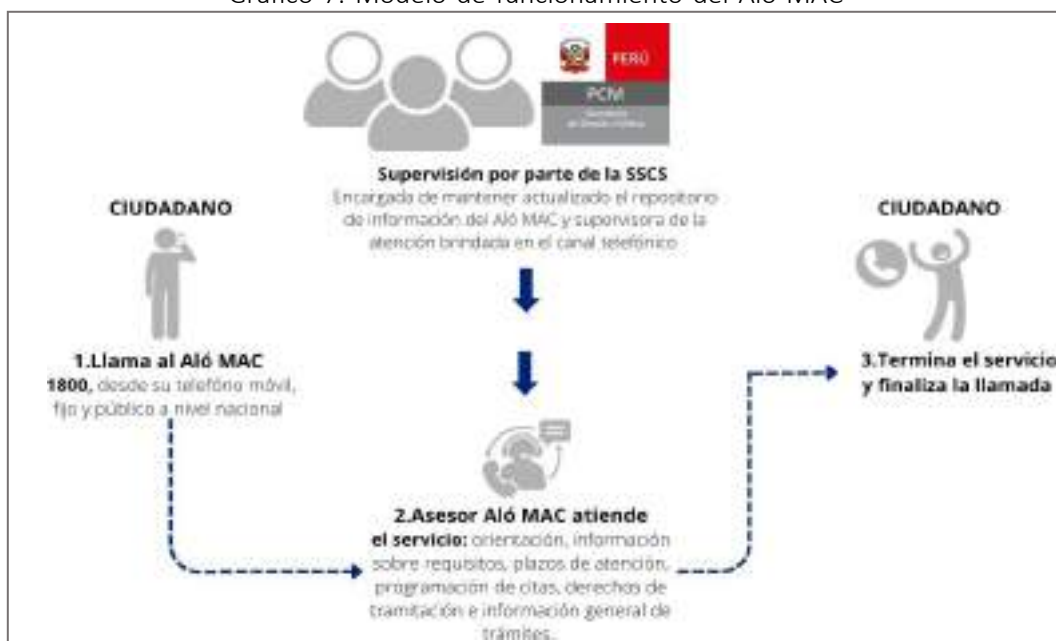 Gráfico 7: Modelo de funcionamiento del Aló MAC
PERÚ
PCM
Supervisión por parte de la SSCS
Encargada de mantener actualizado el repositorio
de información del Aló MAC y supervisora de la
atención brindada en el canal telefónico
CIUDADANO
1.Llama al Aló MAC
1800, desde su teléfono móvil,
fijo y público a nivel nacional
2.Asesor Aló MAC atiende
el servicio: orientación, información
sobre requisitos, plazos de atención,
programación de citas, derechos de
tramitación e información general de
trámites.
CIUDADANO
3.Termina el servicio
y finaliza la llamada